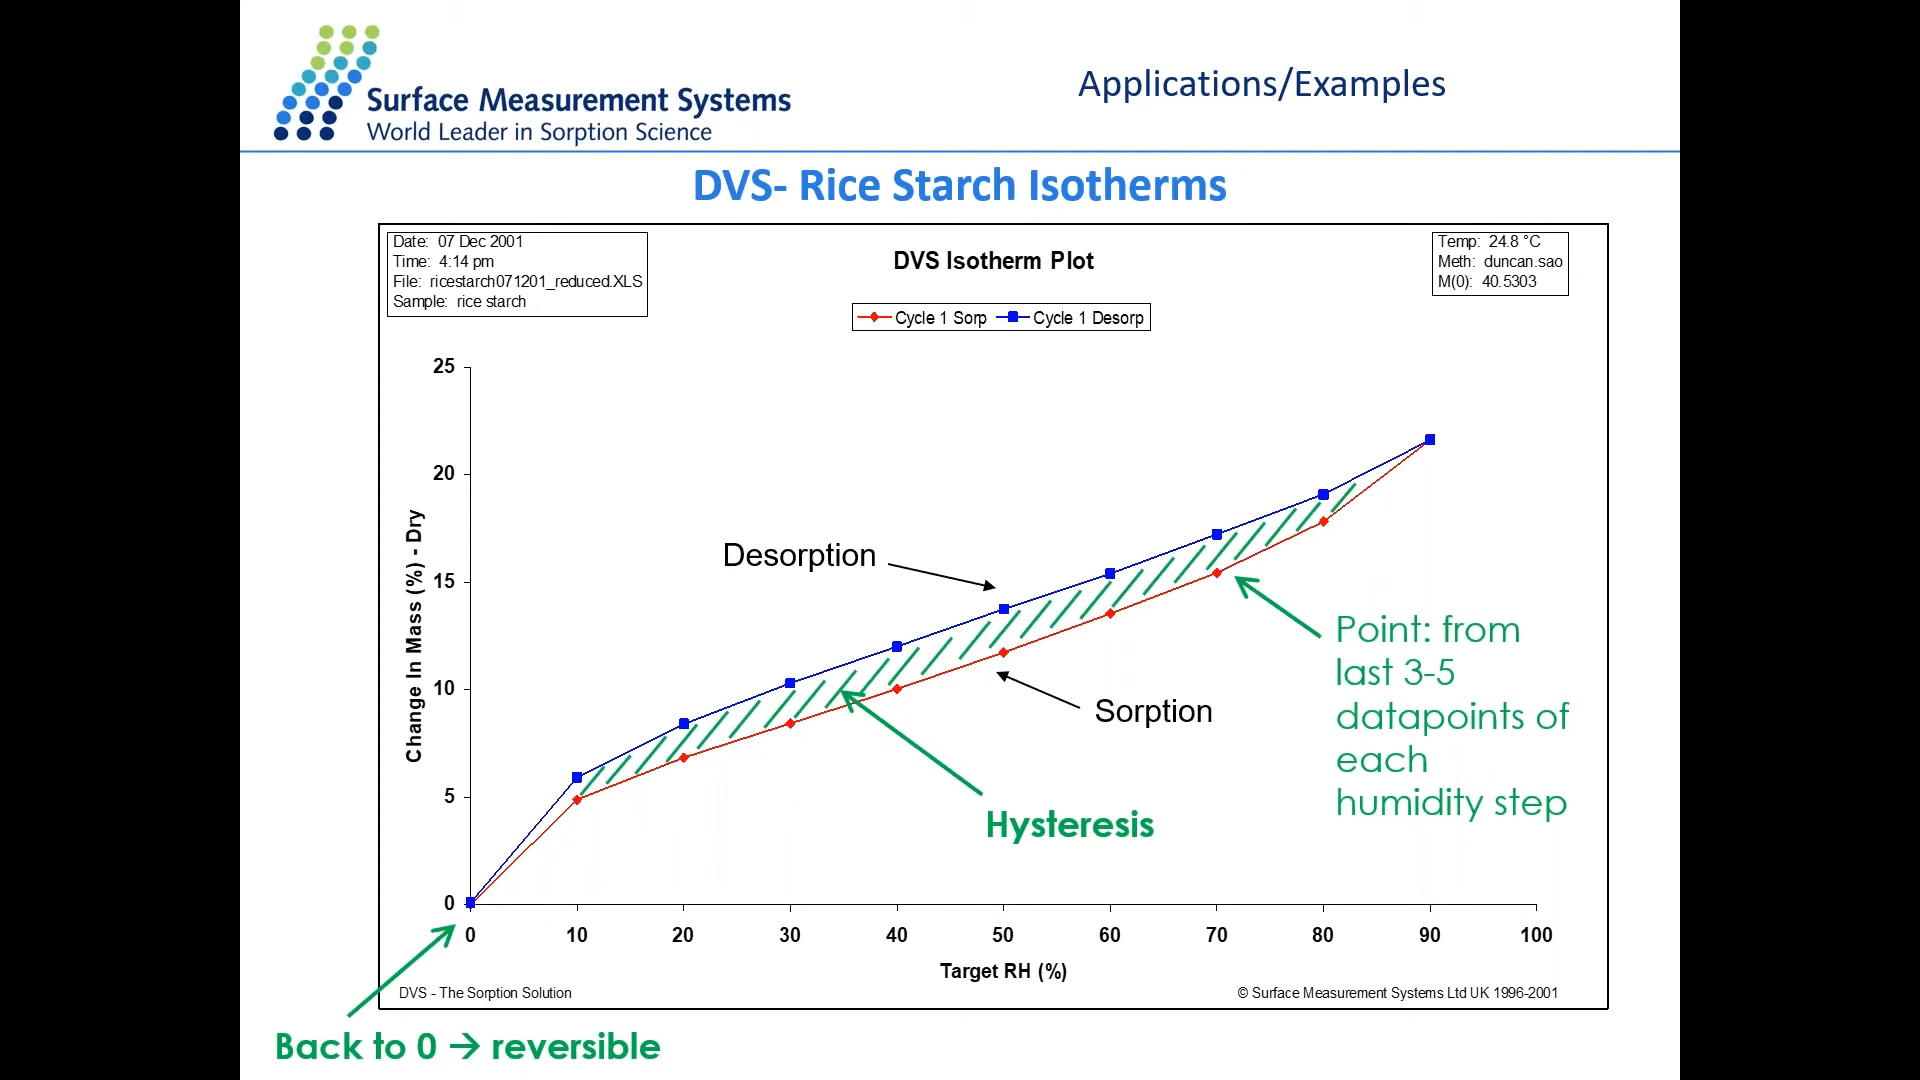 Surface Measurement Systems
World Leader in Sorption Science
Applications/Examples
DVS- Rice Starch Isotherms
Date: 07 Dec 2001
Time: 4:14 pm
File: ricestarch071201_reduced.XLS
Sample: rice starch
DVS Isotherm Plot
Temp: 24.8 °C
Meth: duncan.sao
M(0): 40.5303
Cycle 1 Sorp
Cycle 1 Desorp
25
20
15
10
5
0
Change In Mass (%) - Dry
Desorption
Sorption
Hysteresis
Point: from
last 3-5
datapoints of
each
humidity step
0 10 20 30 40 50 60 70 80 90 100
Target RH (%)
DVS - The Sorption Solution
© Surface Measurement Systems Ltd UK 1996-2001
Back to 0 → reversible